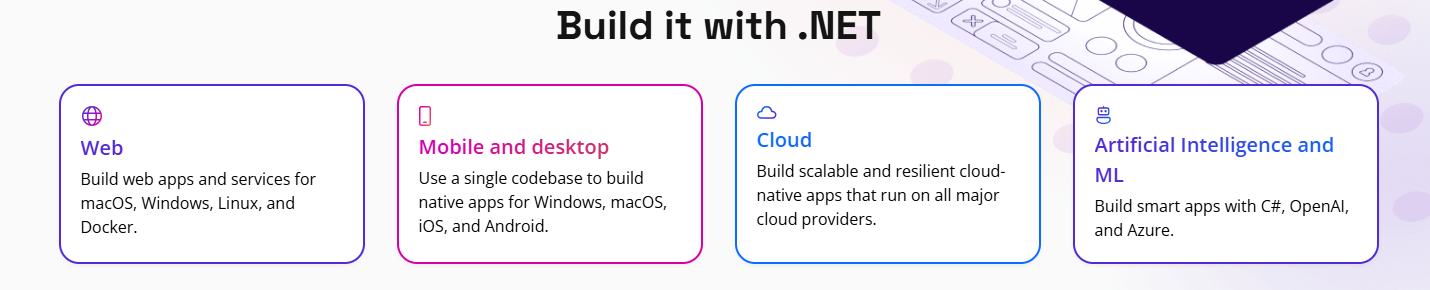 Build it with .NET
Web
Build web apps and services for
macOS, Windows, Linux, and
Docker.
Mobile and desktop
Use a single codebase to build
native apps for Windows, macOS,
iOS, and Android.
Cloud
Build scalable and resilient cloud-
native apps that run on all major
cloud providers.
Artificial Intelligence and
ML
Build smart apps with C#, OpenAI,
and Azure.